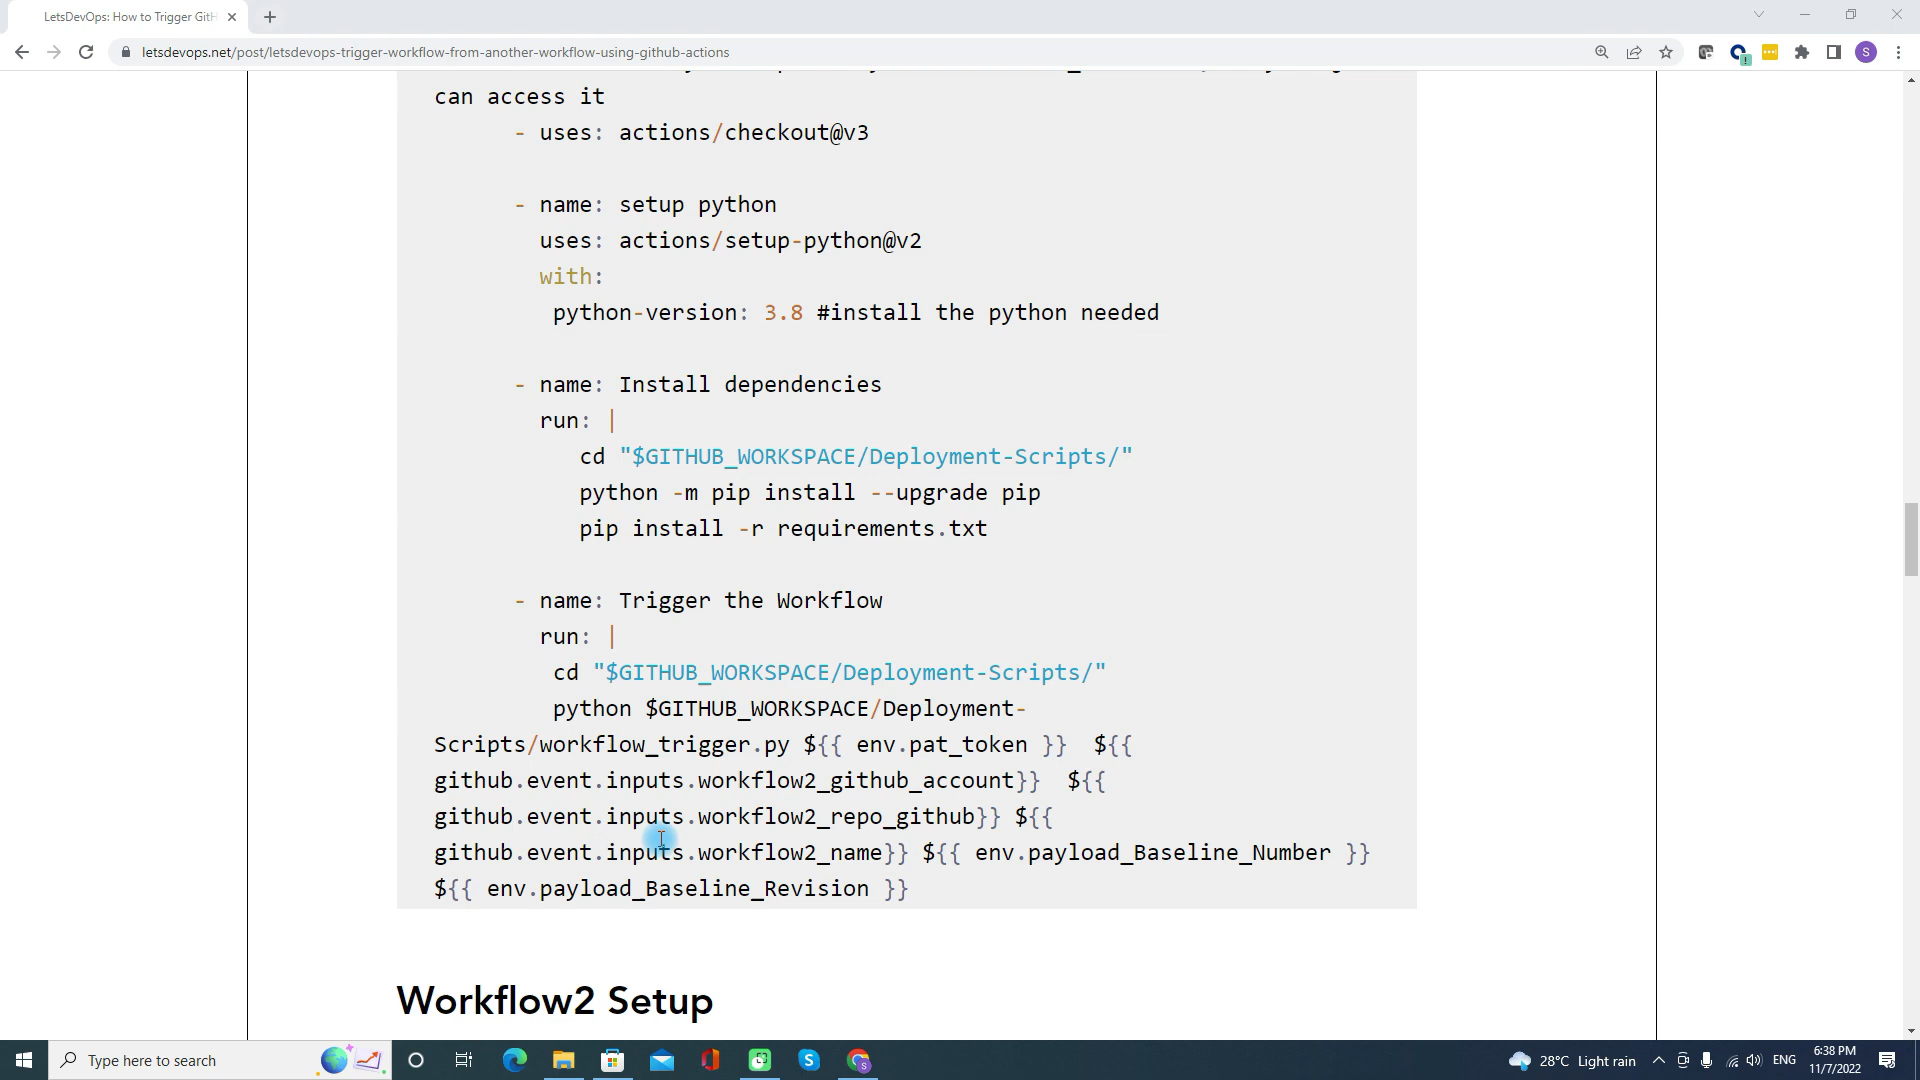 LetsDevOps: How to Trigger GitH
letsdevops.net/post/letsdevops-trigger-workflow-from-another-workflow-using-github-actions
S
can access it
- uses: actions/checkout@v3
- name: setup python
uses: actions/setup-python@v2
with:
python-version: 3.8 #install the python needed
- name: Install dependencies
run: |
cd "$GITHUB_WORKSPACE/Deployment-Scripts/"
python -m pip install --upgrade pip
pip install -r requirements.txt
- name: Trigger the Workflow
run: |
cd "$GITHUB_WORKSPACE/Deployment-Scripts/"
python $GITHUB_WORKSPACE/Deployment-
Scripts/workflow_trigger.py ${{ env.pat_token }}  ${{
github.event.inputs.workflow2_github_account}}  ${{
github.event.inputs.workflow2_repo_github}} ${{
github.event.inputs.workflow2_name}} ${{ env.payload_Baseline_Number }}
${{ env.payload_Baseline_Revision }}
Workflow2 Setup
Type here to search
28°C Light rain
ENG
6:38 PM
11/7/2022